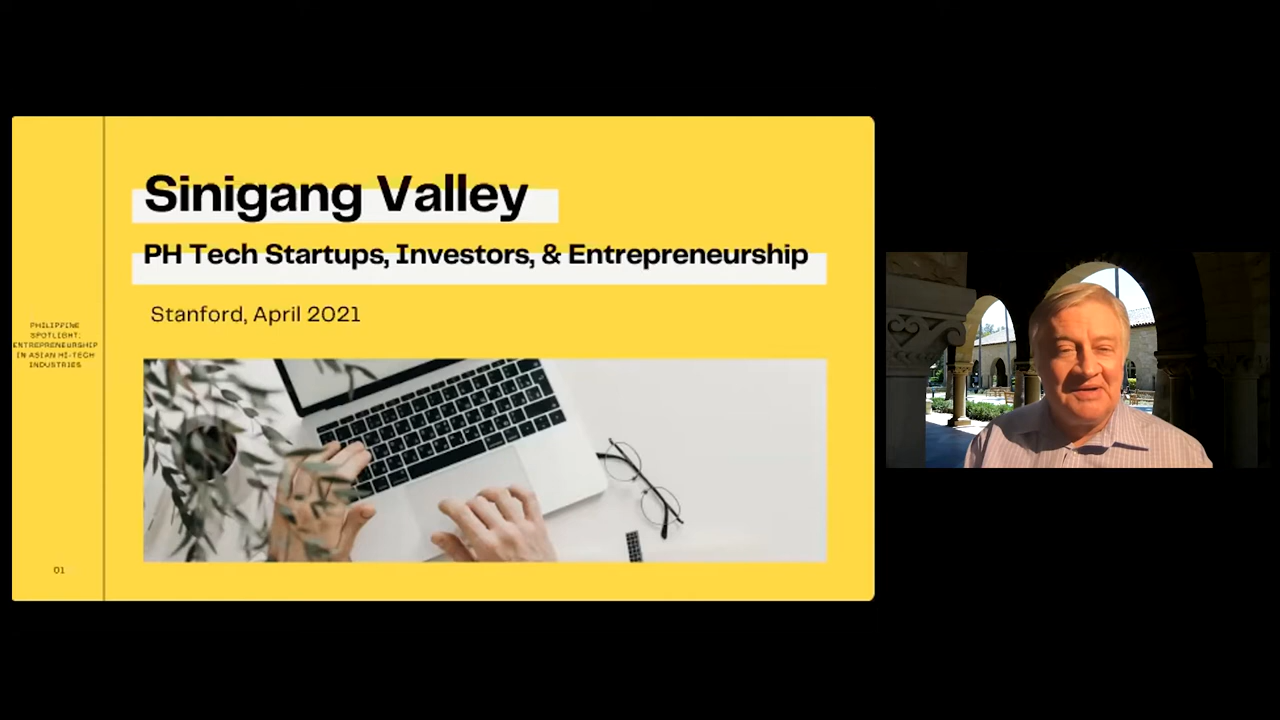 Sinigang Valley
PH Tech Startups, Investors, & Entrepreneurship
Stanford, April 2021
PHILIPPINE
SPOTLIGHT:
ENTREPRENEURSHIP
IN ASIAN HI-TECH
INDUSTRIES
01